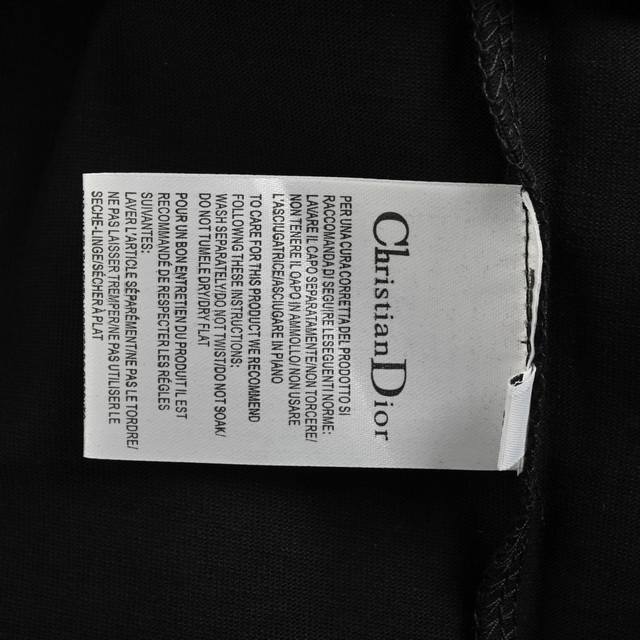 Christian Dior
PER UNA CURA CORRETTA DEL PRODOTTO SI
RACCOMANDA DI SEGUIRE LE SEGUENTI NORME:
LAVARE IL CAPO SEPARATAMENTE/NON TORCERE/
NON TENERE IL CAPO IN AMMOLLO/NON USARE
L'ASCIUGATRICE/ASCIUGARE IN PIANO
TO CARE FOR THIS PRODUCT WE RECOMMEND
FOLLOWING THESE INSTRUCTIONS:
WASH SEPARATELY/DO NOT TWIST/DO NOT SOAK/
DO NOT TUMELE DRY/DRY FLAT
POUR UN BON ENTRETIEN DU PRODUIT IL EST
RECOMMANDÉ DE RESPECTER LES RÉGLES
SUIVANTES:
LAVER L'ARTICLE SÉPARÉMENT/NE PAS LE TORDRE/
NE PAS LAISSER TREMPER/NE PAS UTILISER LE
SECHE-LINGE/SÉCHER À PLAT